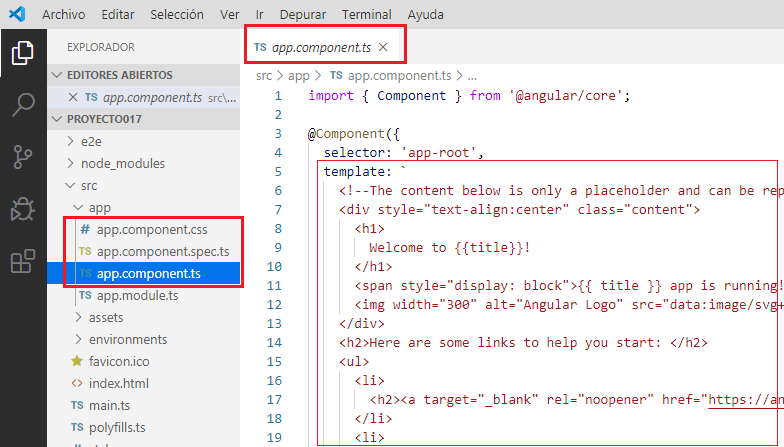 Archivo Editar Selección Ver Ir Depurar Terminal Ayuda
EXPLORADOR
EDITORES ABIERTOS
TS app.component.ts src\...
PROYECTO017
e2e
node_modules
src
app
# app.component.css
TS app.component.spec.ts
TS app.component.ts
TS app.module.ts
assets
environments
favicon.ico
<> index.html
TS main.ts
TS polyfills.ts
TS app.component.ts
src > app > TS app.component.ts > ...
1 import { Component } from '@angular/core';
2
3 @Component({
4 selector: 'app-root',
5 template: `
6 <!--The content below is only a placeholder and can be rep
7 <div style="text-align:center" class="content">
8 <h1>
9 Welcome to {{title}}!
10 </h1>
11 <span style="display: block">{{ title }} app is running!
12 <img width="300" alt="Angular Logo" src="data:image/svg+
13 </div>
14 <h2>Here are some links to help you start: </h2>
15 <ul>
16 <li>
17 <h2><a target="_blank" rel="noopener" href="https://an
18 </li>
19 <li>